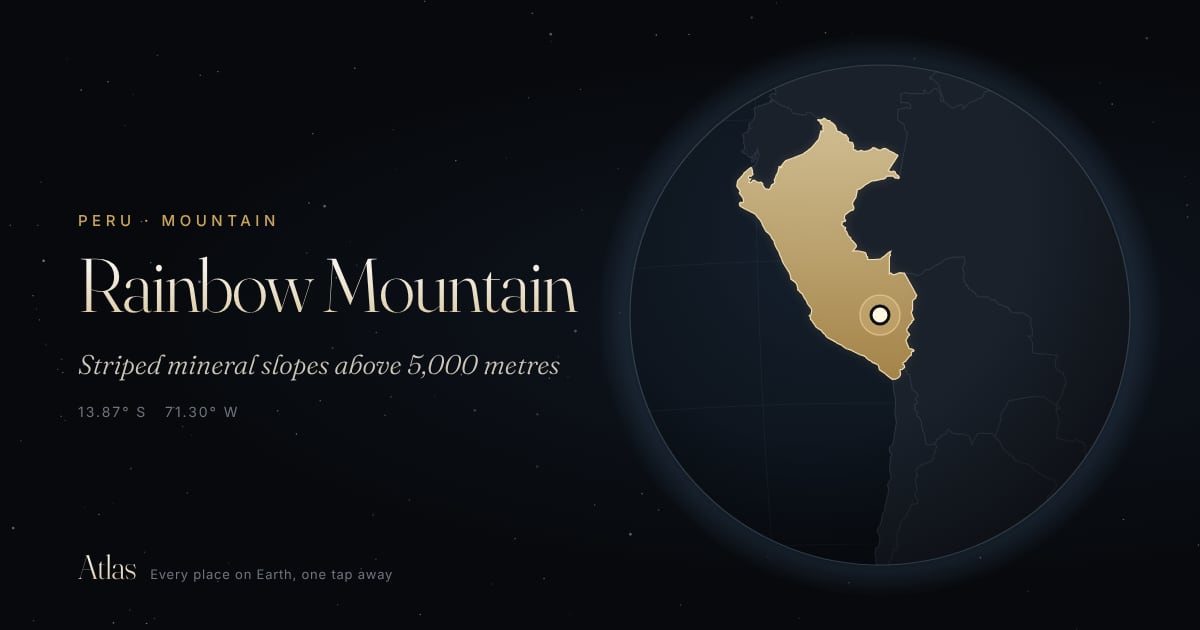 PERU · MOUNTAIN
Rainbow Mountain
Striped mineral slopes above 5,000 metres
13.87° S 71.30° W
Atlas Every place on Earth, one tap away